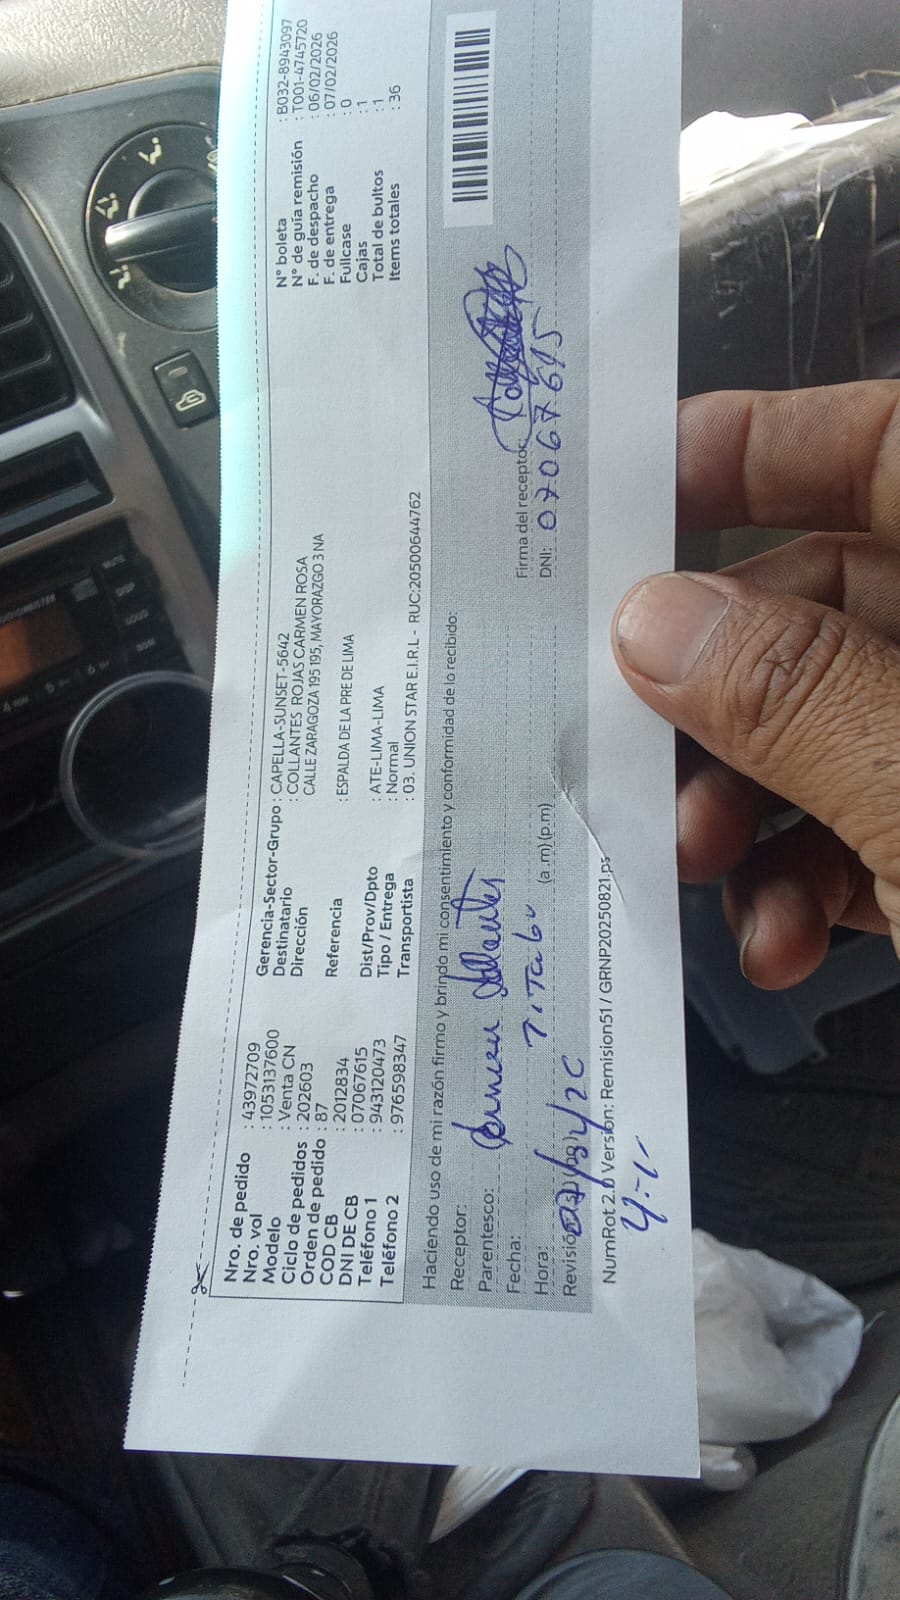 Nro. de pedido : 43972709
Nro. vol : 1053137600
Modelo : Venta CN
Ciclo de pedidos : 202603
Orden de pedido : 87
COD CB : 2012834
DNI DE CB : 07067615
Teléfono 1 : 943120473
Teléfono 2 : 976598347
Gerencia-Sector-Grupo : CAPELLA-SUNSET-5642
Destinatario : COLLANTES ROJAS CARMEN ROSA
Dirección CALLE ZARAGOZA 195 195, MAYORAZGO 3 NA
Referencia : ESPALDA DE LA PRE DE LIMA
Dist/Prov/Dpto : ATE-LIMA-LIMA
Tipo / Entrega : Normal
Transportista : 03. UNION STAR E.I.R.L - RUC:20500644762
N° boleta : B032-8943097
N° de guía remisión : T001-4745720
F. de despacho : 06/02/2026
F. de entrega : 07/02/2026
Fullcase : 0
Cajas : 1
Total de bultos : 1
Items totales : 36
Haciendo uso de mi razón firmo y brindo mi consentimiento y conformidad de lo recibido:
Receptor: Carmen Collantes
Parentesco: Titular
Fecha:
Hora: (a.m) (p.m)
Firma del receptor:
DNI: 07067615
NumRot 2.0 Versión: Remision51 / GRNP20250821.ps